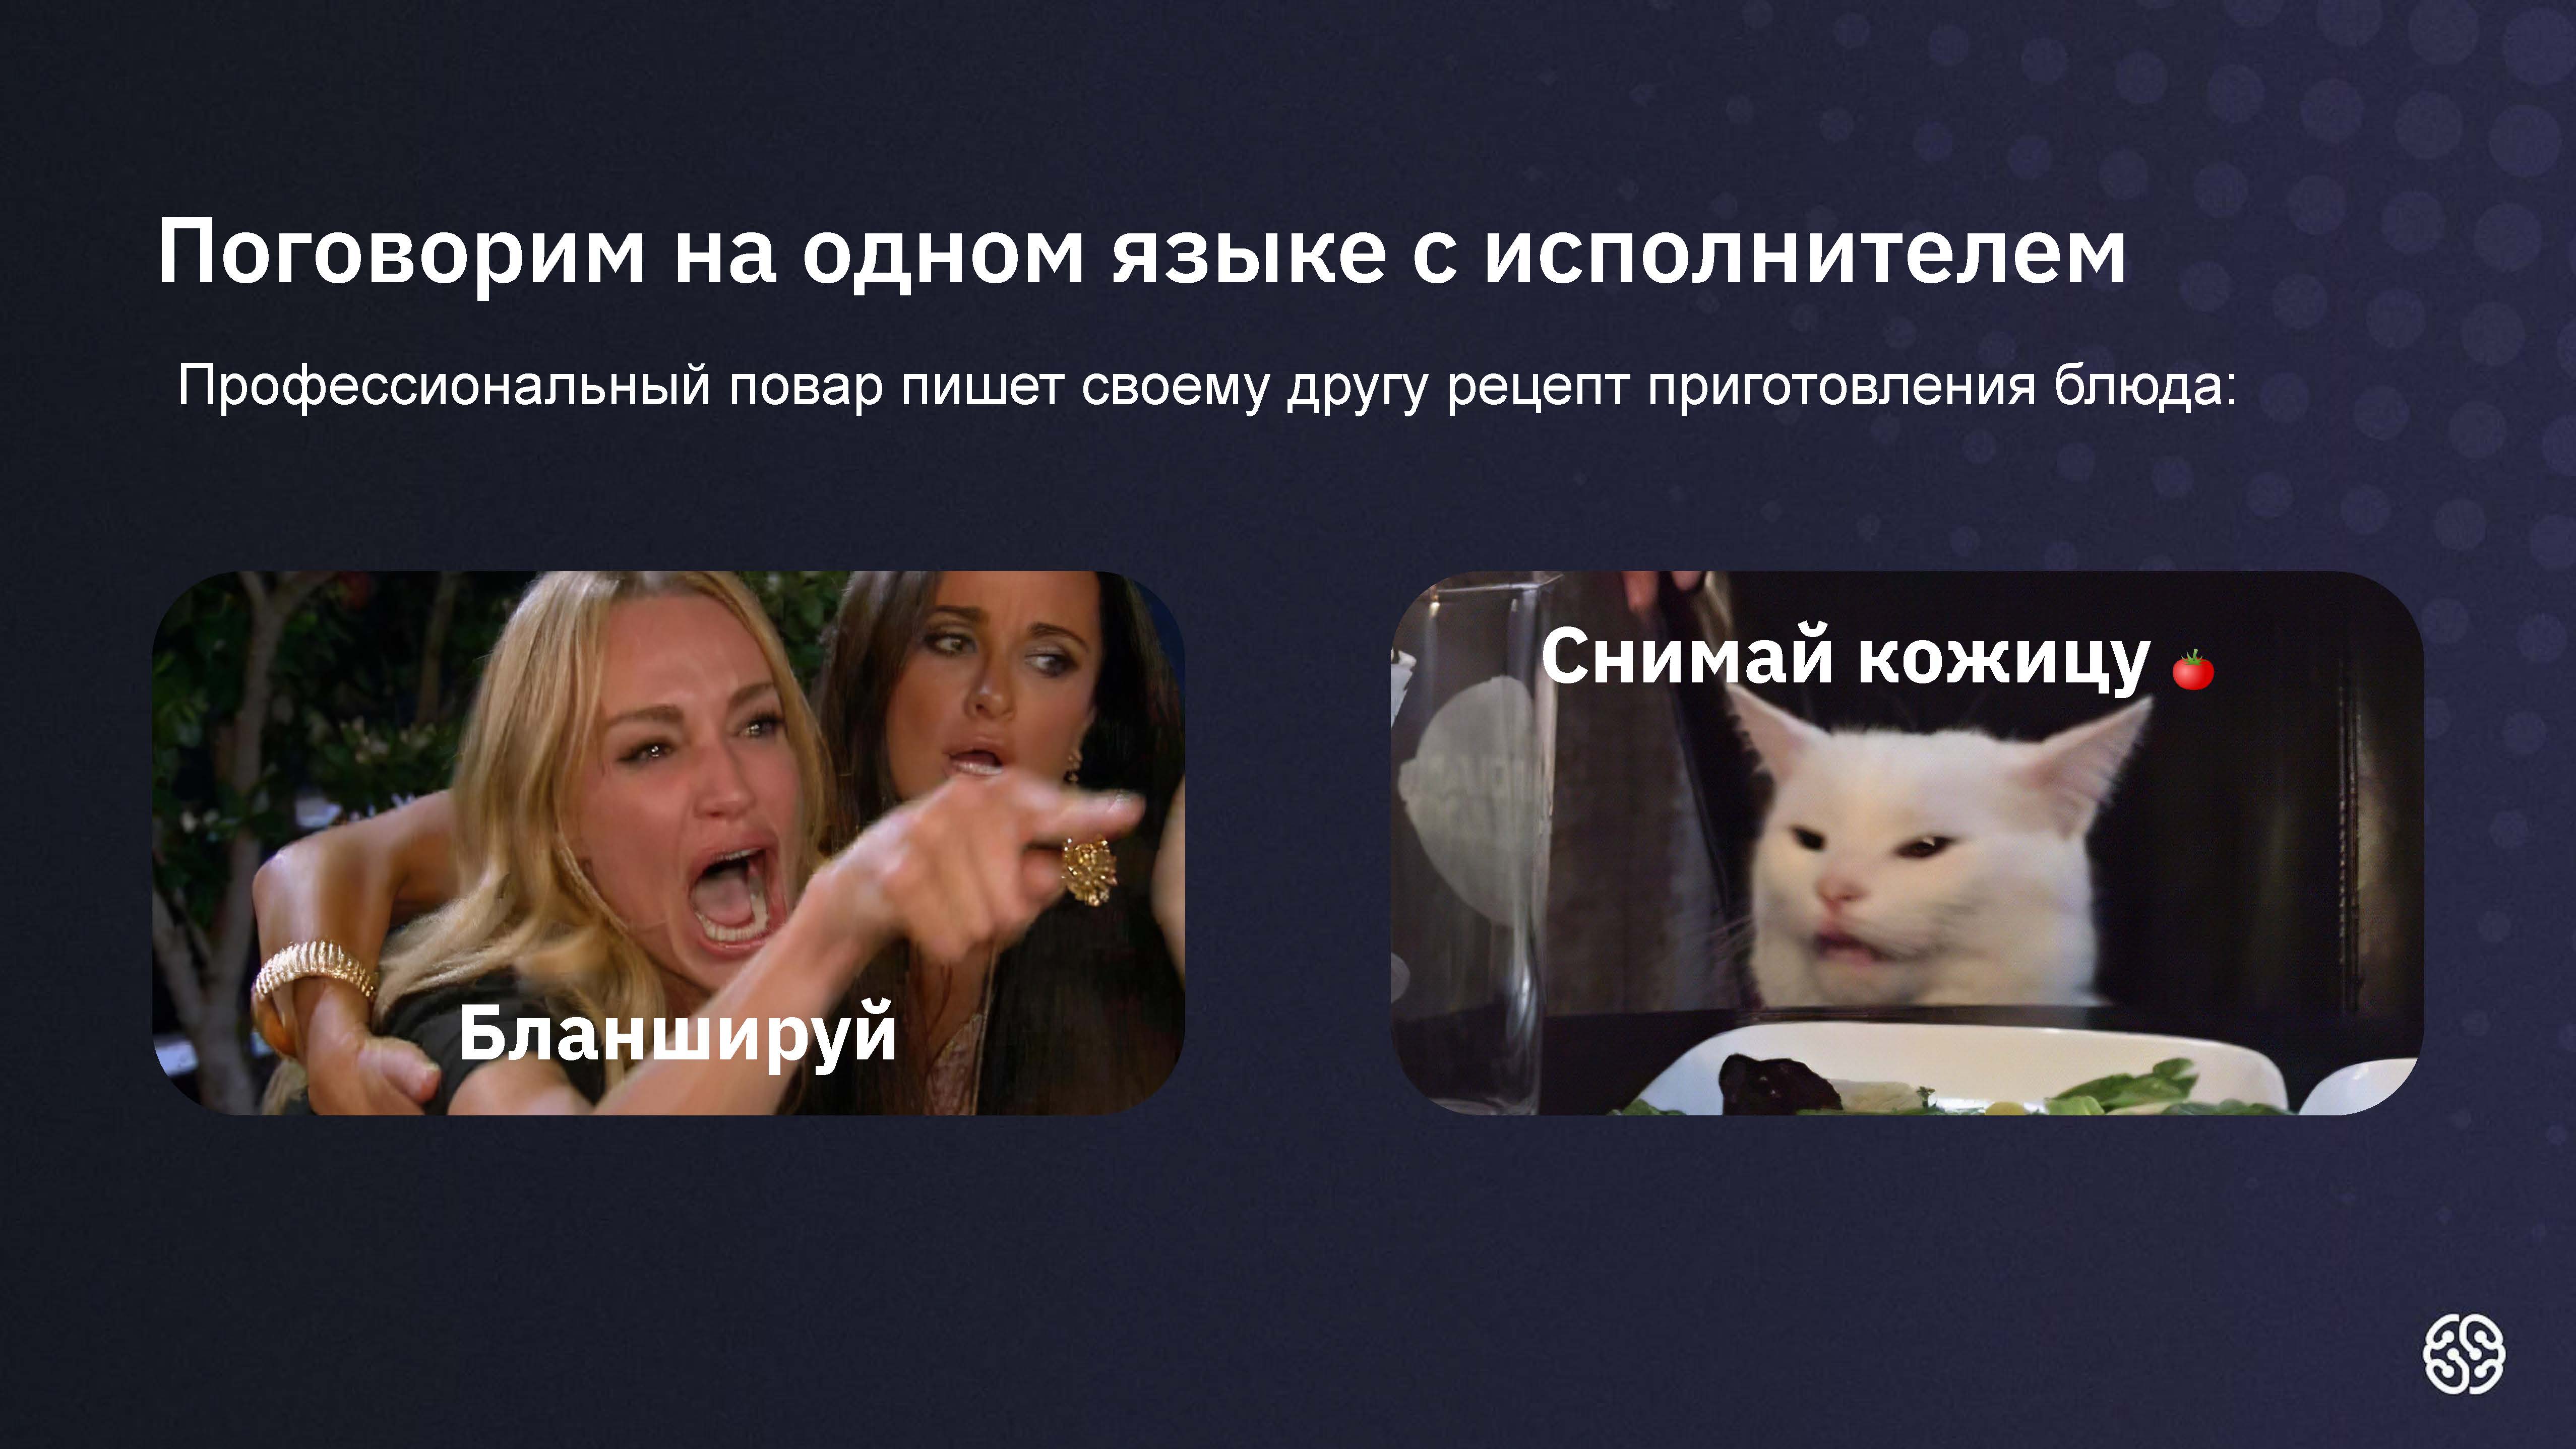 Поговорим на одном языке с исполнителем
Профессиональный повар пишет своему другу рецепт приготовления блюда:
Бланшируй
Снимай кожицу 🍅